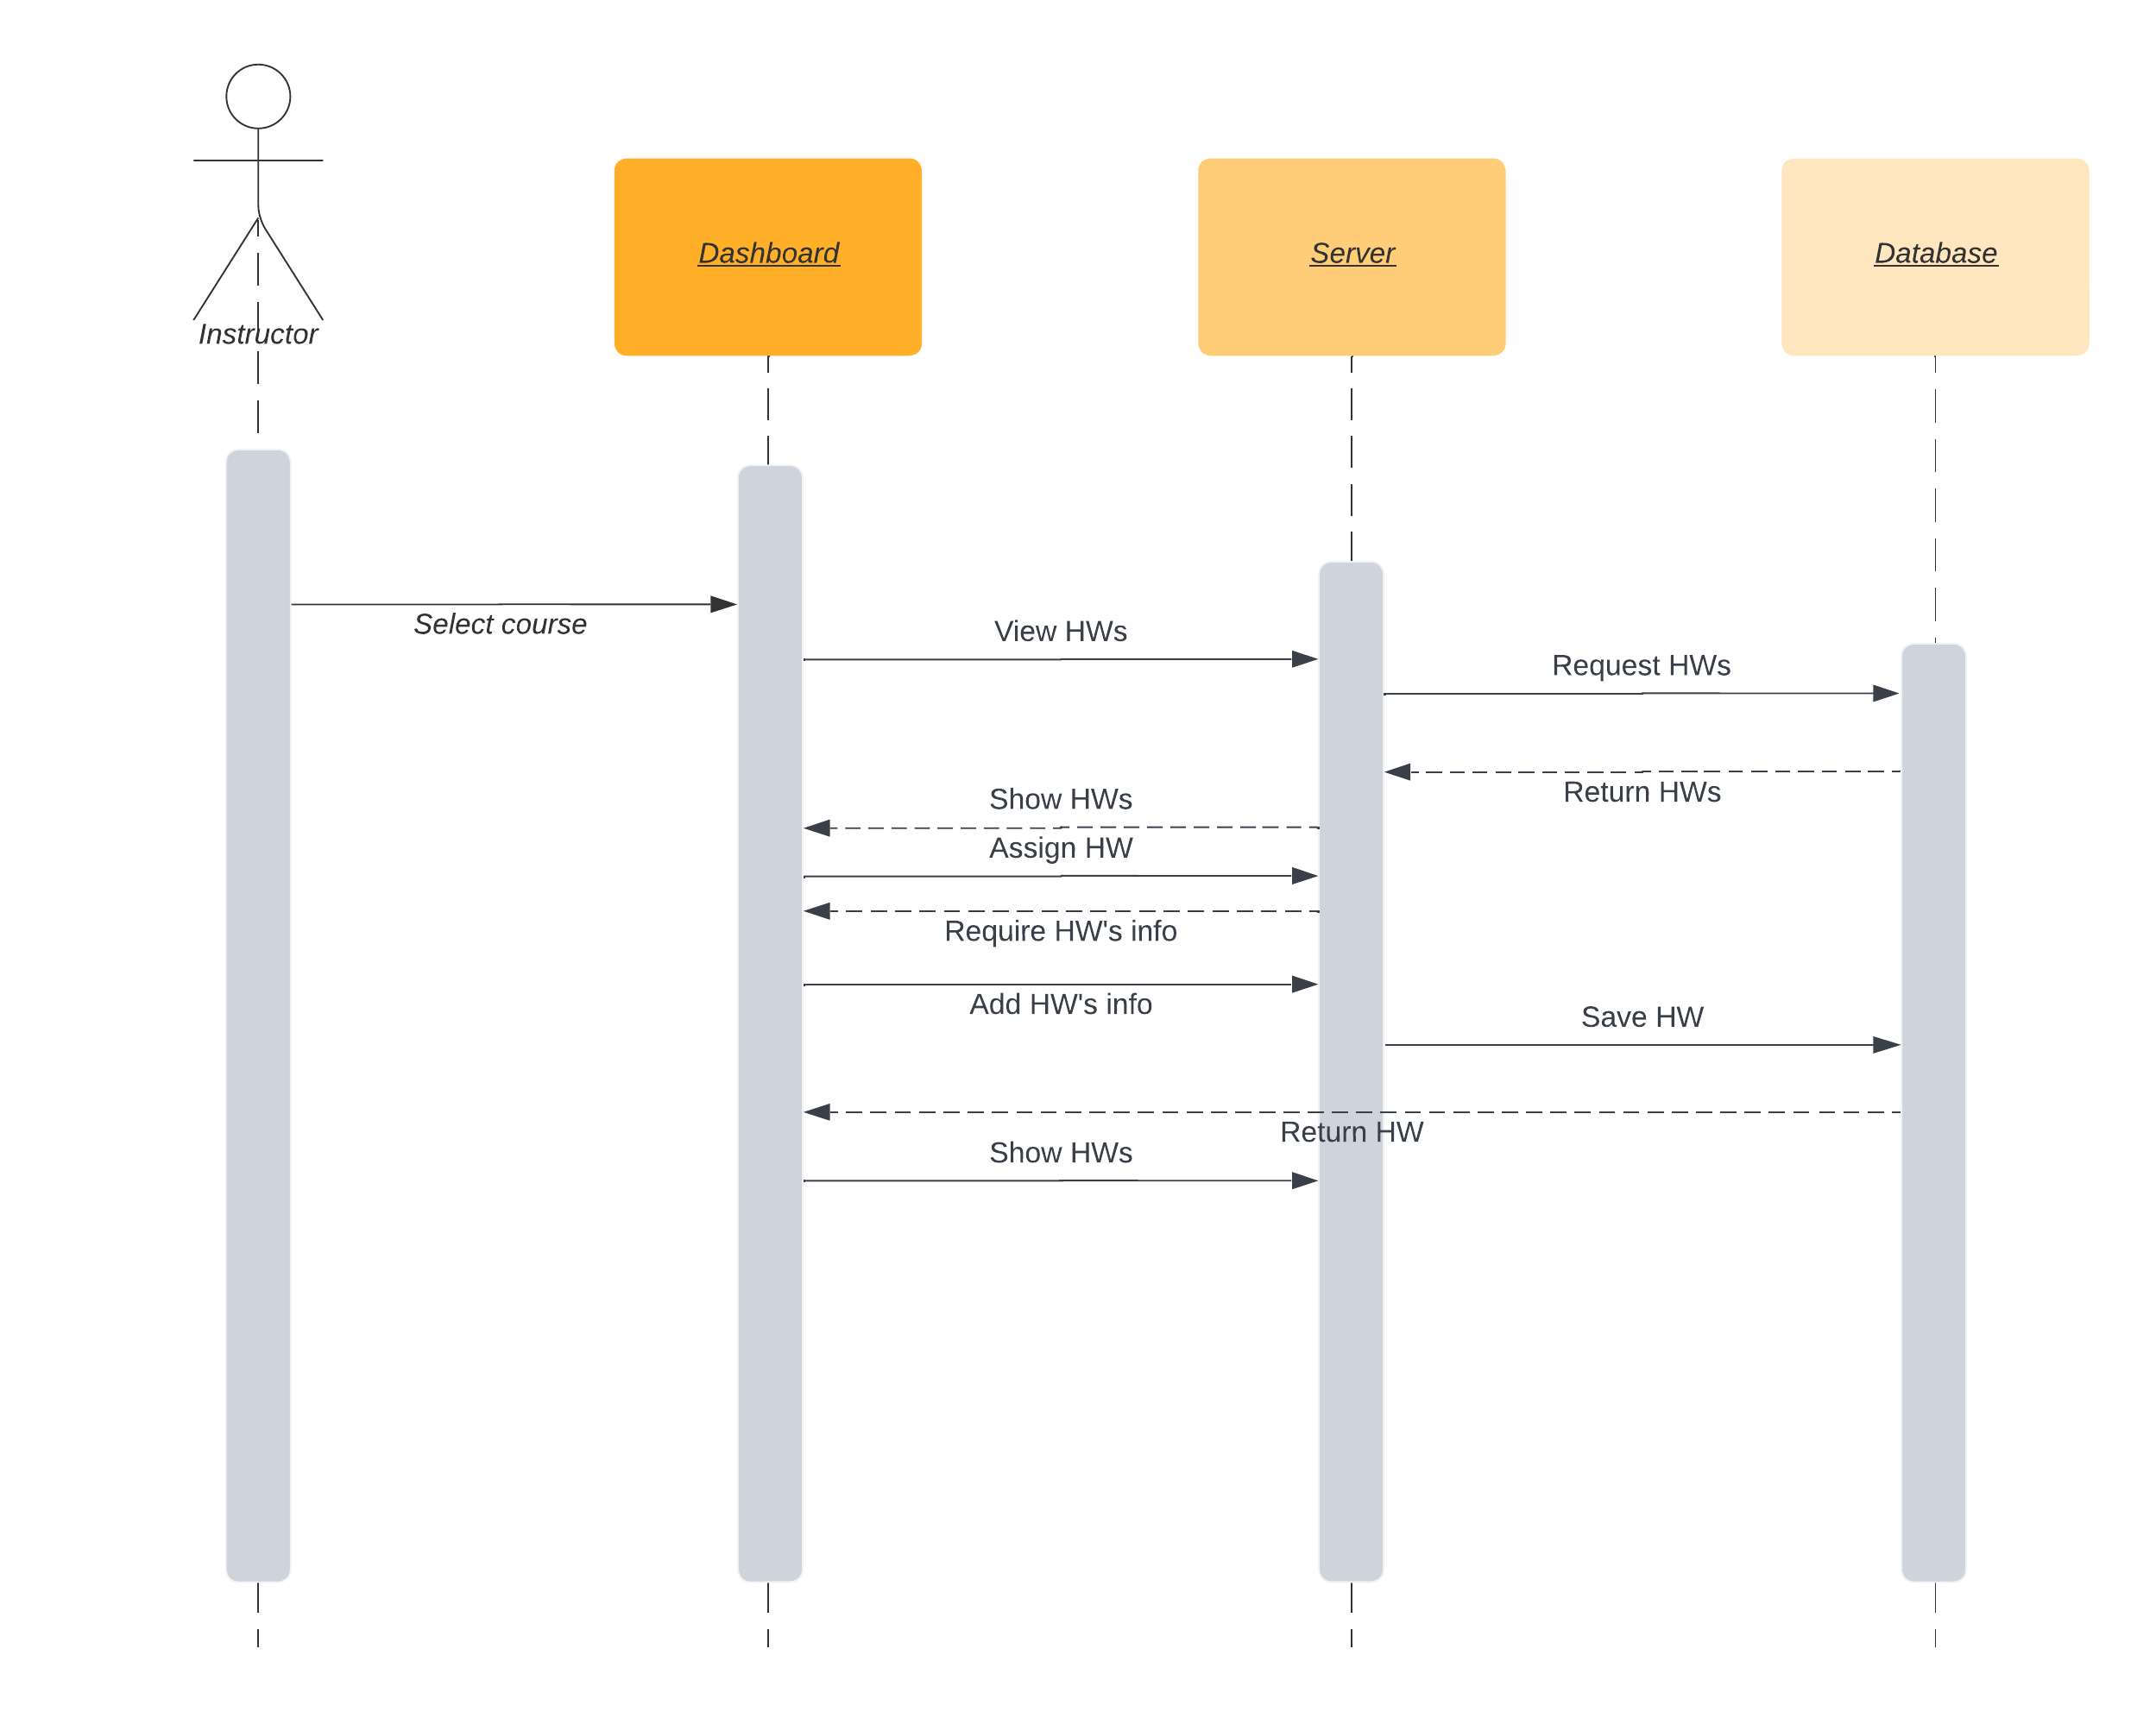 Dashboard
Server
Database
Instructor
Select course
View HWs
Request HWs
Return HWs
Show HWs
Assign HW
Require HW's info
Add HW's info
Save HW
Return HW
Show HWs